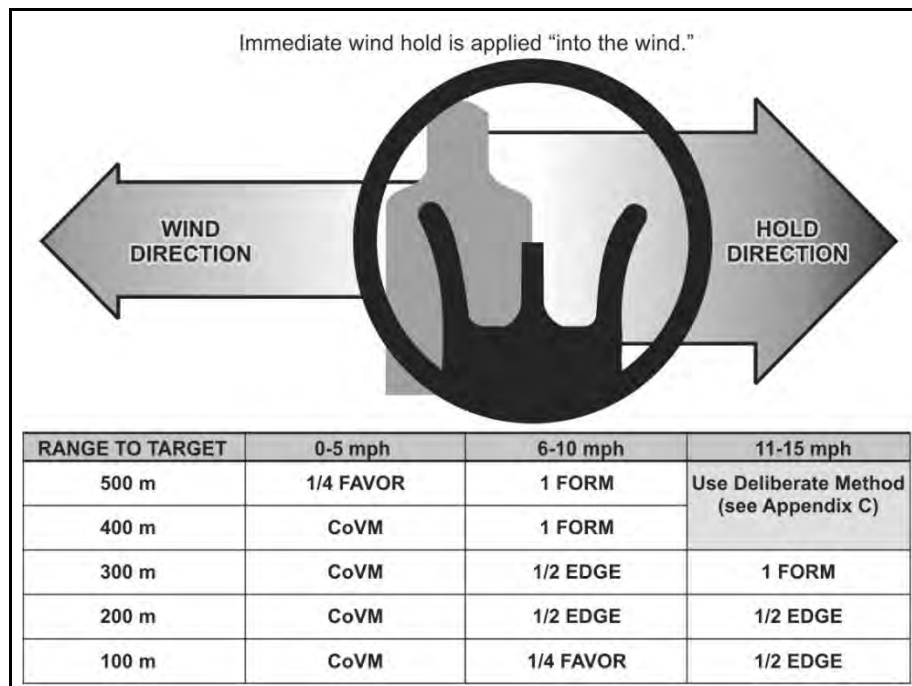 Immediate wind hold is applied “into the wind.”
WIND
DIRECTION
HOLD
DIRECTION
RANGE TO TARGET 0-5 mph 6-10 mph 11-15 mph
500 m 1/4 FAVOR 1 FORM Use Deliberate Method
(see Appendix C)
400 m CoVM 1 FORM
300 m CoVM 1/2 EDGE 1 FORM
200 m CoVM 1/2 EDGE 1/2 EDGE
100 m CoVM 1/4 FAVOR 1/2 EDGE